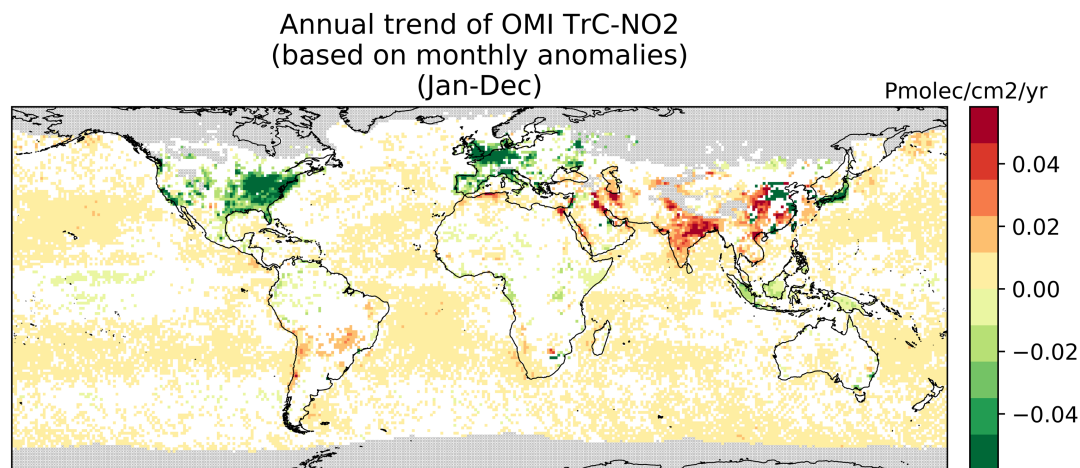 Annual trend of OMI TrC-NO2
(based on monthly anomalies)
(Jan-Dec)
Pmolec/cm2/yr
0.04
0.02
0.00
−0.02
−0.04